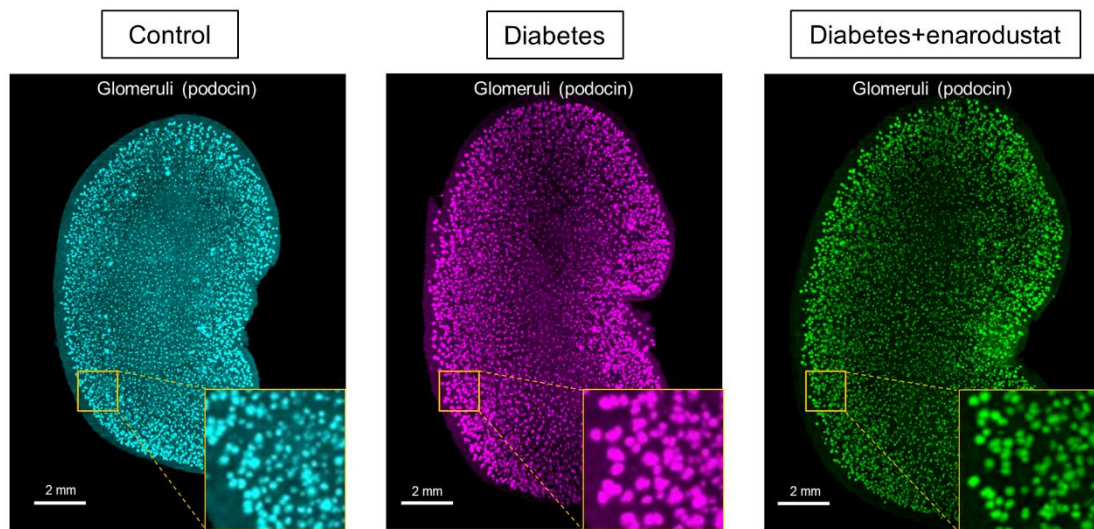 Control
Diabetes
Diabetes+enarodustat
Glomeruli (podocin)
Glomeruli (podocin)
Glomeruli (podocin)
2 mm
2 mm
2 mm